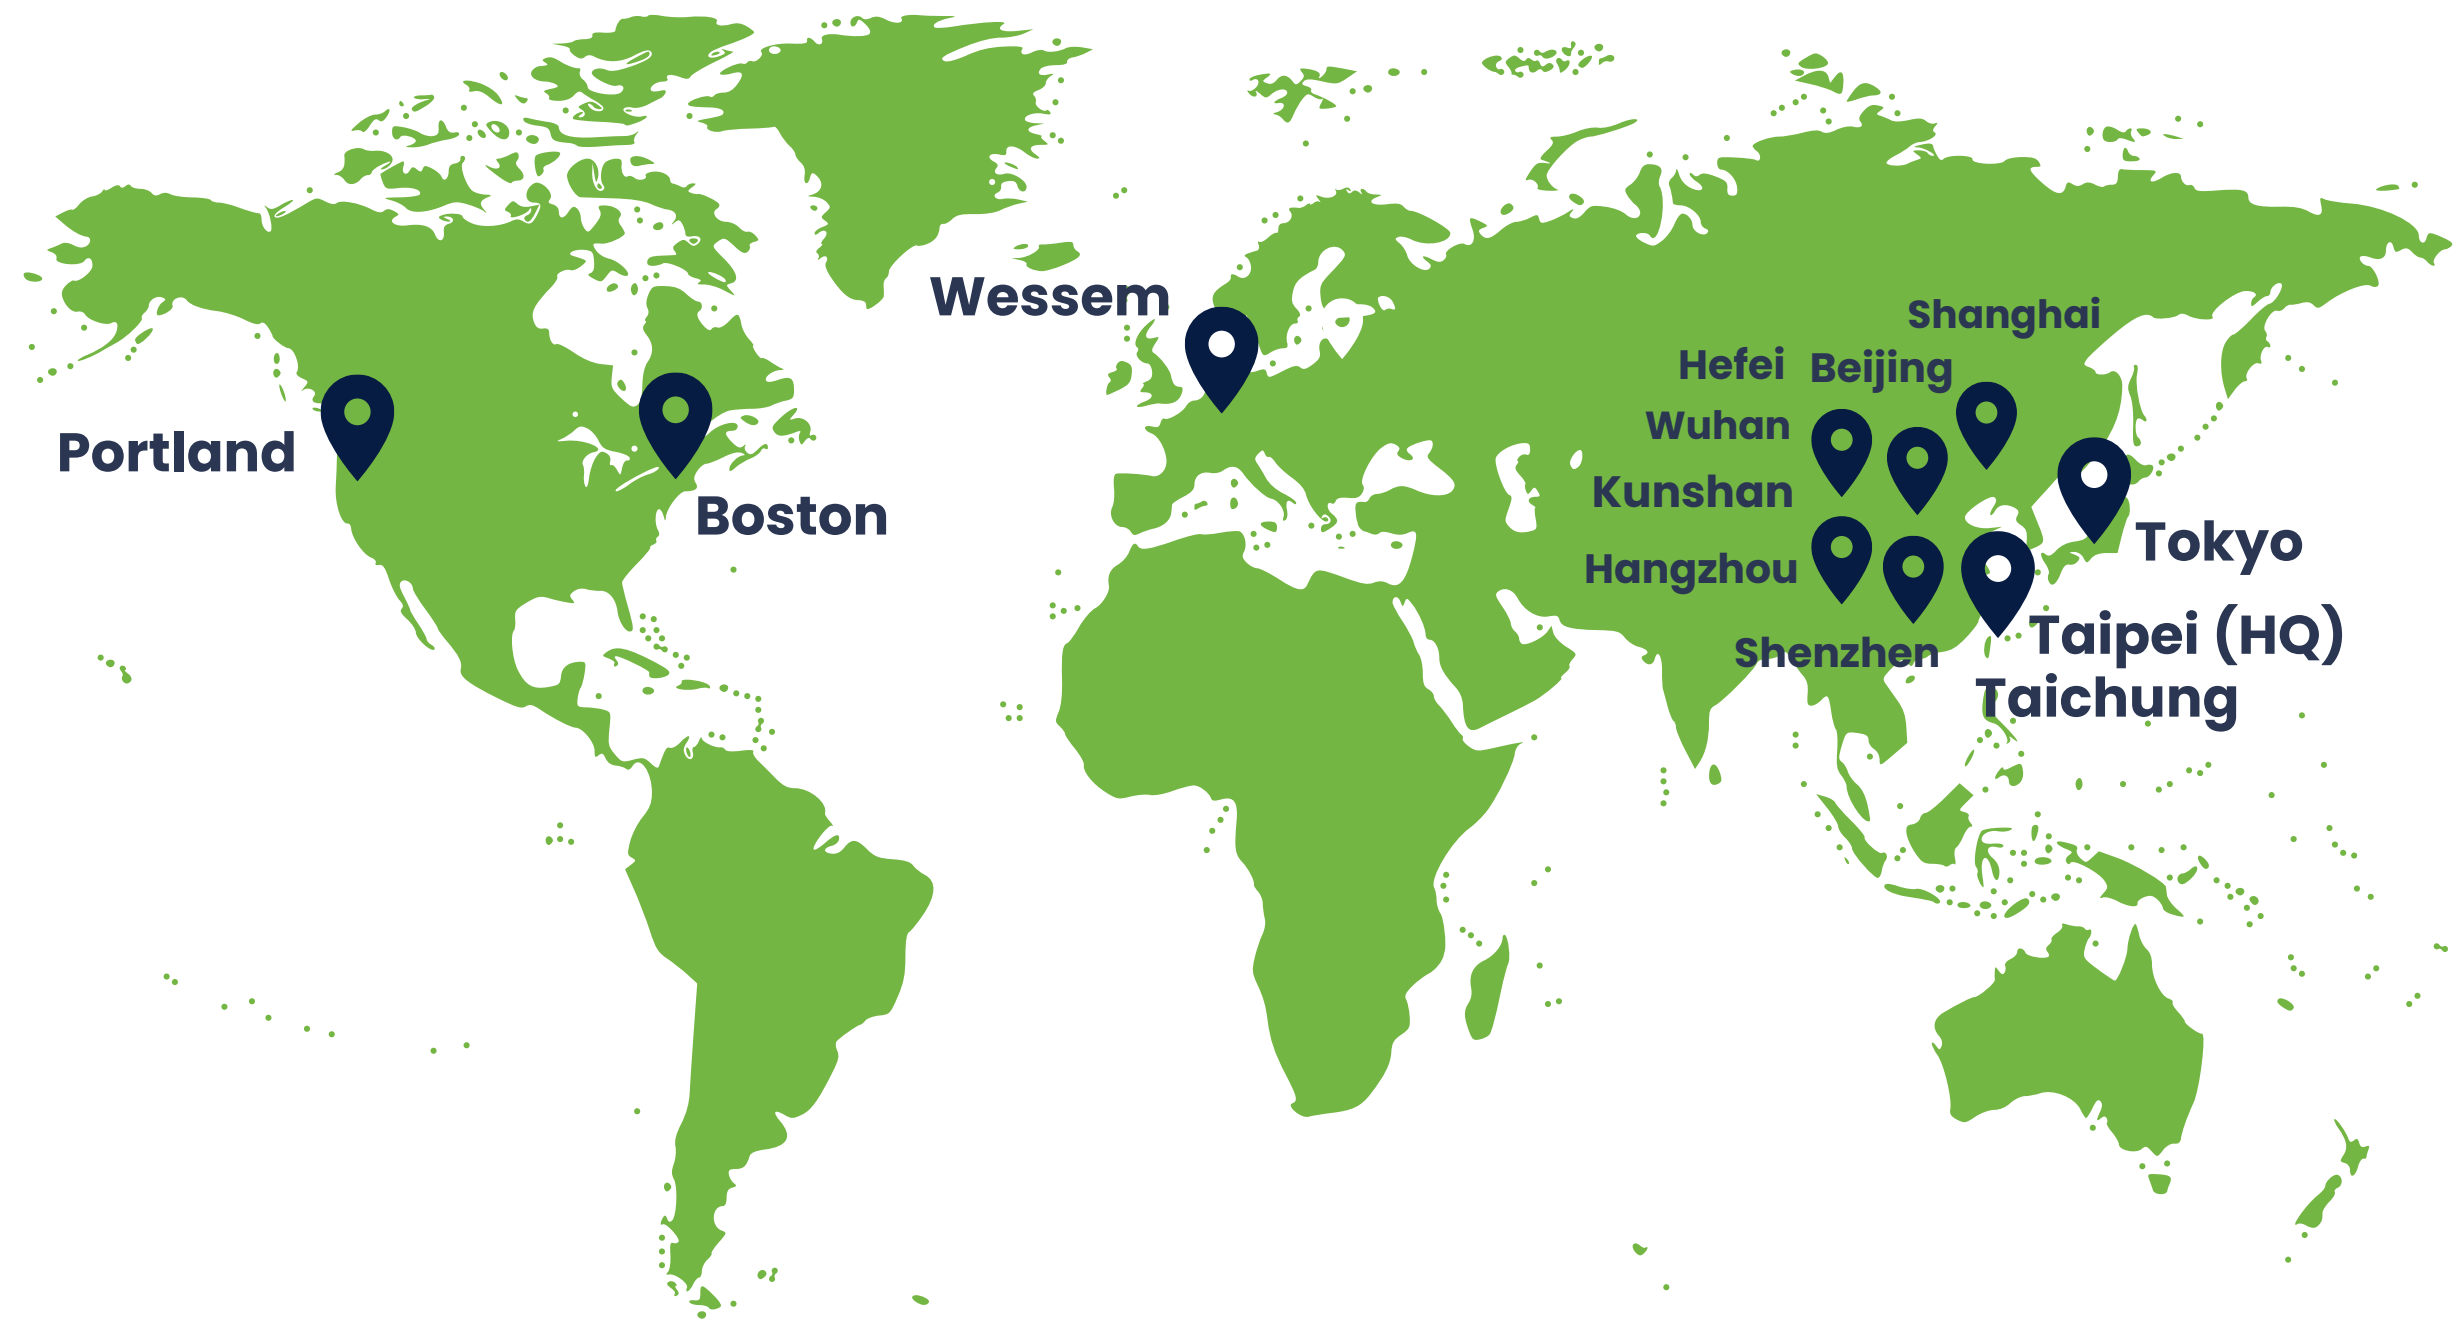 Wessem
Shanghai
Hefei
Beijing
Wuhan
Portland
Kunshan
Boston
Tokyo
Hangzhou
Taipei (HQ)
Shenzhen
Taichung